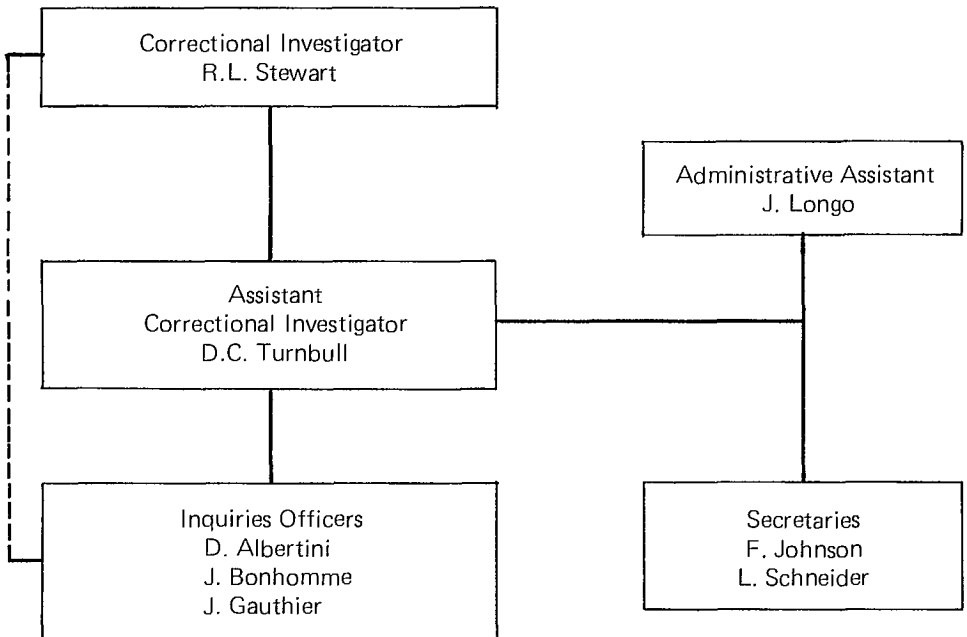 Correctional Investigator
R.L. Stewart
Administrative Assistant
J. Longo
Assistant
Correctional Investigator
D.C. Turnbull
Inquiries Officers
D. Albertini
J. Bonhomme
J. Gauthier
Secretaries
F. Johnson
L. Schneider